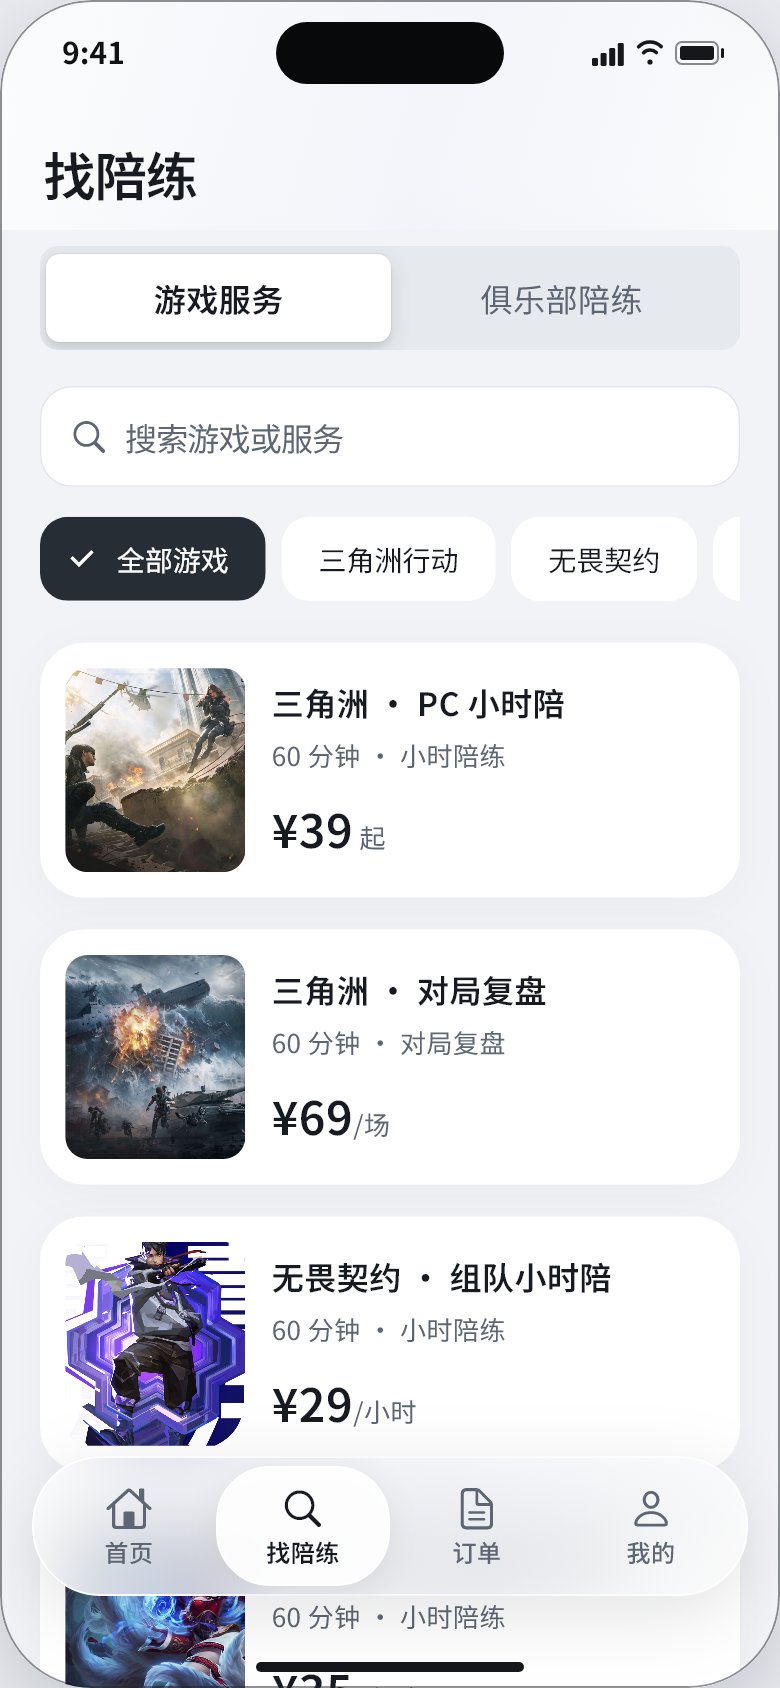 9:41
找陪练
游戏服务
俱乐部陪练
搜索游戏或服务
全部游戏
三角洲行动
无畏契约
三角洲 · PC 小时陪
60 分钟 · 小时陪练
¥39 起
三角洲 · 对局复盘
60 分钟 · 对局复盘
¥69/场
无畏契约 · 组队小时陪
60 分钟 · 小时陪练
¥29/小时
首页
找陪练
订单
我的
60 分钟 · 小时陪练